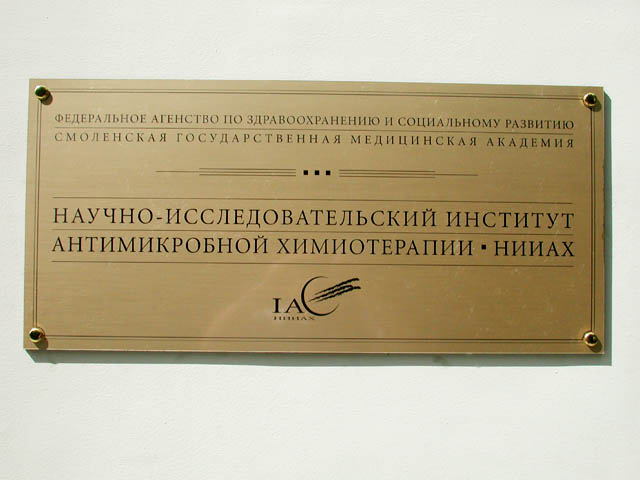 ФЕДЕРАЛЬНОЕ АГЕНСТВО ПО ЗДРАВООХРАНЕНИЮ И СОЦИАЛЬНОМУ РАЗВИТИЮ
СМОЛЕНСКАЯ ГОСУДАРСТВЕННАЯ МЕДИЦИНСКАЯ АКАДЕМИЯ
НАУЧНО-ИССЛЕДОВАТЕЛЬСКИЙ ИНСТИТУТ
АНТИМИКРОБНОЙ ХИМИОТЕРАПИИ ▪ НИИАХ
IAC
НИИАХ